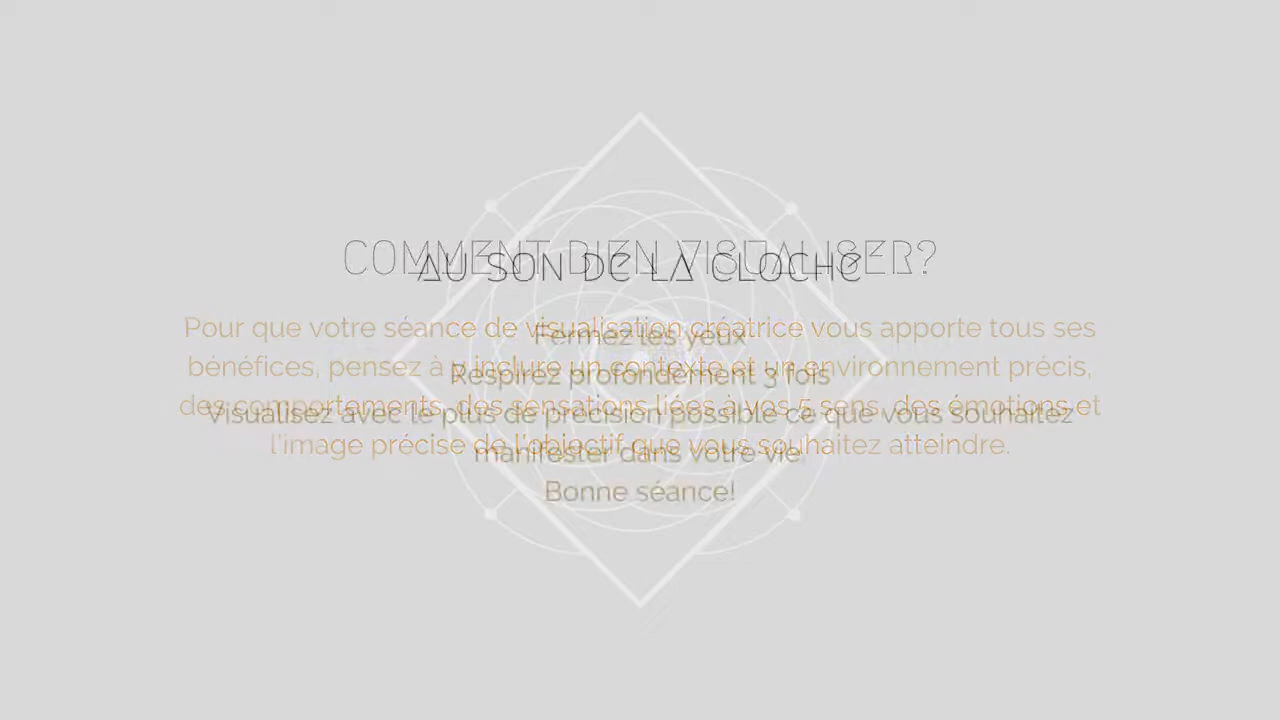 COMMENT BIEN VISUALISER?
Pour que votre séance de visualisation créatrice vous apporte tous ses
bénéfices, pensez à y inclure un contexte et un environnement précis,
des comportements, des sensations liées à vos 5 sens, des émotions et
l'image précise de l'objectif que vous souhaitez atteindre.
AU SON DE LA CLOCHE
Fermez les yeux
Respirez profondément 3 fois
Visualisez avec le plus de précision possible ce que vous souhaitez
manifester dans votre vie
Bonne séance!